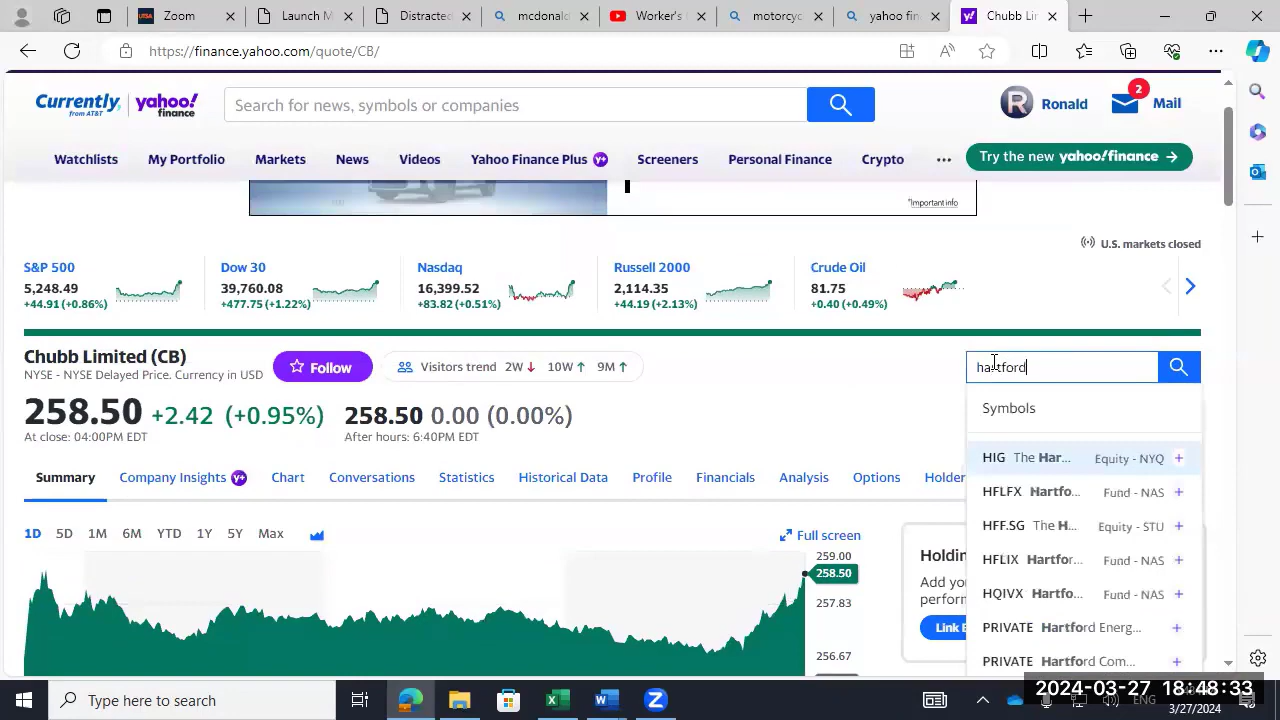 Zoom
Launch M
Distracted
mcdonald
Worker's
motorcy
yahoo fin
Chubb Lir
https://finance.yahoo.com/quote/CB/
Currently, from AT&T yahoo! finance
Search for news, symbols or companies
Ronald
2
Mail
Watchlists
My Portfolio
Markets
News
Videos
Yahoo Finance Plus
Screeners
Personal Finance
Crypto
...
Try the new yahoo!finance →
*Important info
U.S. markets closed
S&P 500
5,248.49
+44.91 (+0.86%)
Dow 30
39,760.08
+477.75 (+1.22%)
Nasdaq
16,399.52
+83.82 (+0.51%)
Russell 2000
2,114.35
+44.19 (+2.13%)
Crude Oil
81.75
+0.40 (+0.49%)
Chubb Limited (CB)
NYSE - NYSE Delayed Price. Currency in USD
Follow
Visitors trend 2W ↓ 10W ↑ 9M ↑
hartford
258.50 +2.42 (+0.95%)
At close: 04:00PM EDT
258.50 0.00 (0.00%)
After hours: 6:40PM EDT
Symbols
HIG The Har... Equity - NYQ +
HFLFX Hartfo... Fund - NAS +
HFF.SG The H... Equity - STU +
HFLIX Hartfor... Fund - NAS +
HQIVX Hartfo... Fund - NAS +
PRIVATE Hartford Energ... +
PRIVATE Hartford Com... +
Summary
Company Insights
Chart
Conversations
Statistics
Historical Data
Profile
Financials
Analysis
Options
Holder
1D 5D 1M 6M YTD 1Y 5Y Max
Full screen
259.00
258.50
257.83
256.67
Holdin
Add you
perform
Link B
Type here to search
ENG
2024-03-27 18:48:33
3/27/2024